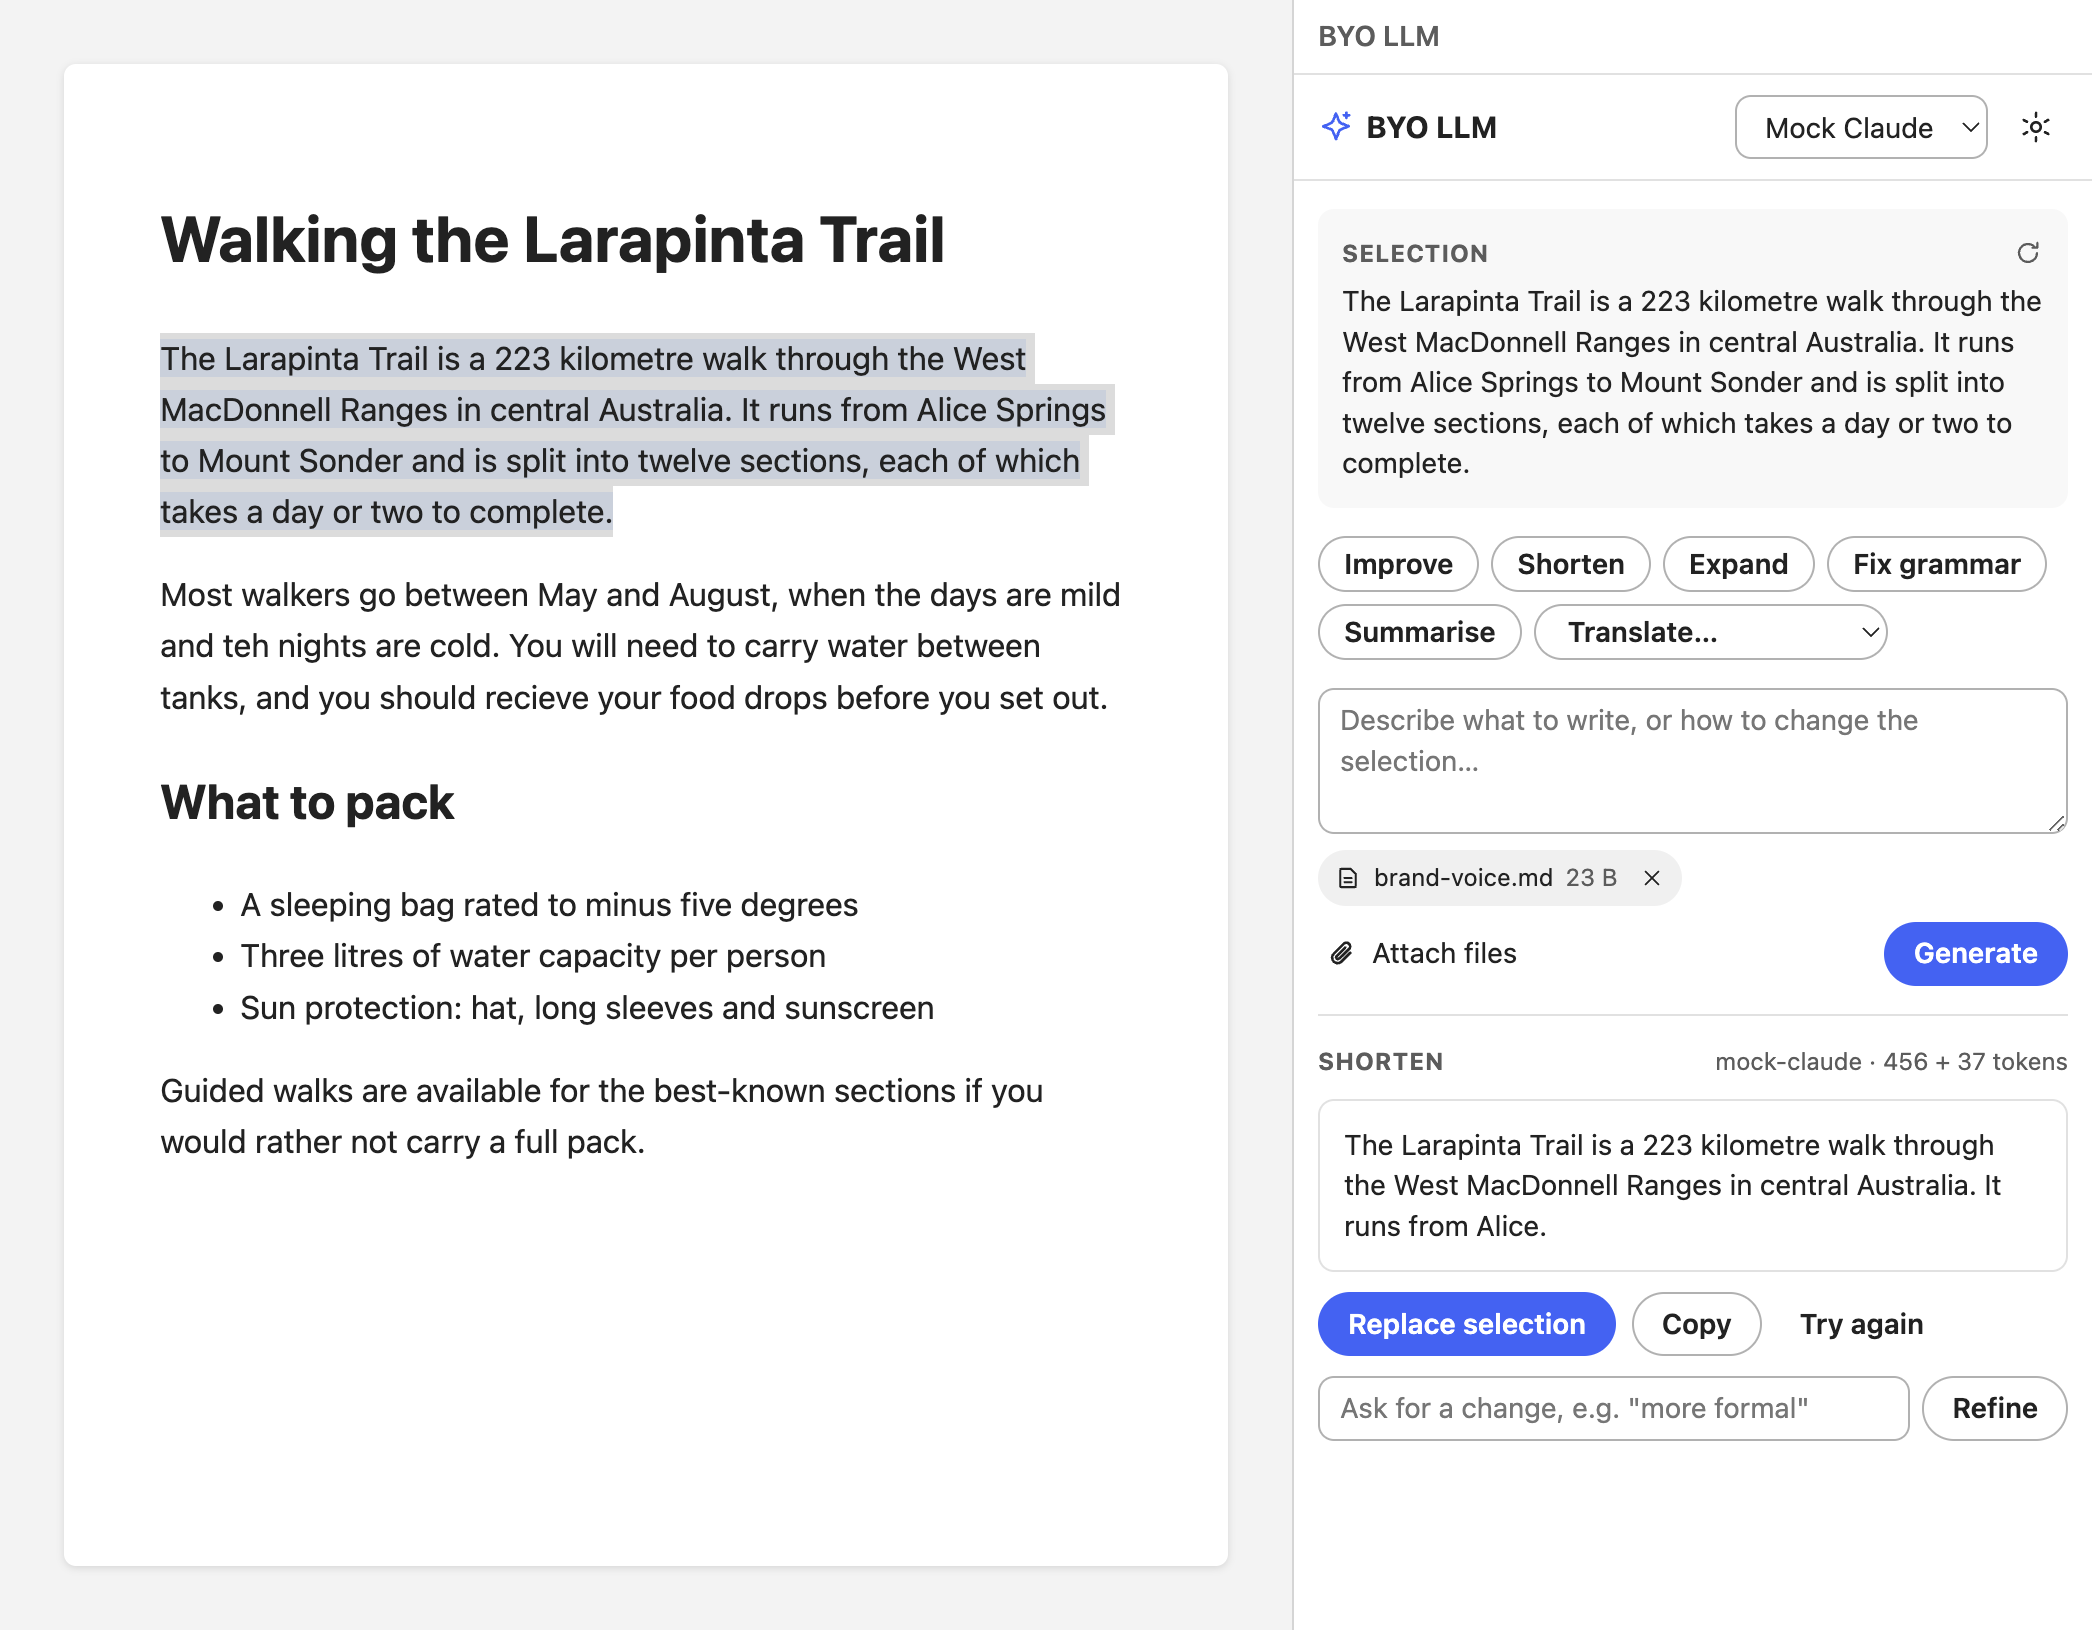 Walking the Larapinta Trail
The Larapinta Trail is a 223 kilometre walk through the West
MacDonnell Ranges in central Australia. It runs from Alice Springs
to Mount Sonder and is split into twelve sections, each of which
takes a day or two to complete.
Most walkers go between May and August, when the days are mild
and teh nights are cold. You will need to carry water between
tanks, and you should recieve your food drops before you set out.
What to pack
• A sleeping bag rated to minus five degrees
• Three litres of water capacity per person
• Sun protection: hat, long sleeves and sunscreen
Guided walks are available for the best-known sections if you
would rather not carry a full pack.
BYO LLM
BYO LLM
Mock Claude
SELECTION
The Larapinta Trail is a 223 kilometre walk through the
West MacDonnell Ranges in central Australia. It runs
from Alice Springs to Mount Sonder and is split into
twelve sections, each of which takes a day or two to
complete.
Improve Shorten Expand Fix grammar
Summarise Translate...
Describe what to write, or how to change the
selection...
brand-voice.md 23 B
Attach files Generate
SHORTEN mock-claude · 456 + 37 tokens
The Larapinta Trail is a 223 kilometre walk through
the West MacDonnell Ranges in central Australia. It
runs from Alice.
Replace selection Copy Try again
Ask for a change, e.g. "more formal" Refine